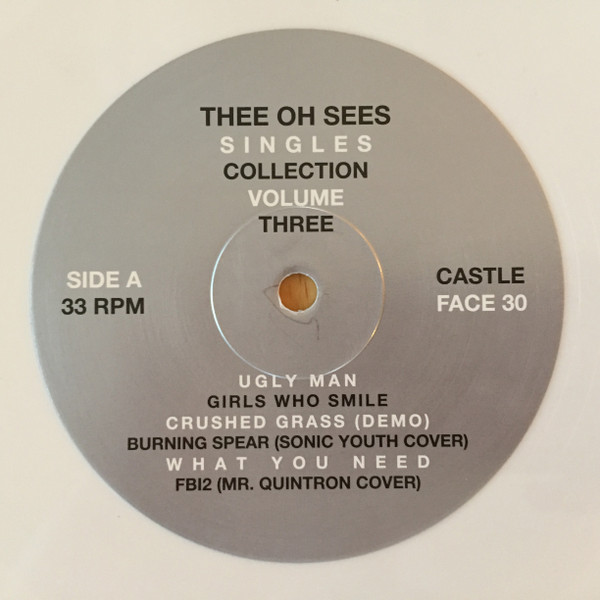 THEE OH SEES
SINGLES
COLLECTION
VOLUME
THREE
SIDE A
33 RPM
CASTLE
FACE 30
UGLY MAN
GIRLS WHO SMILE
CRUSHED GRASS (DEMO)
BURNING SPEAR (SONIC YOUTH COVER)
WHAT YOU NEED
FBI2 (MR. QUINTRON COVER)